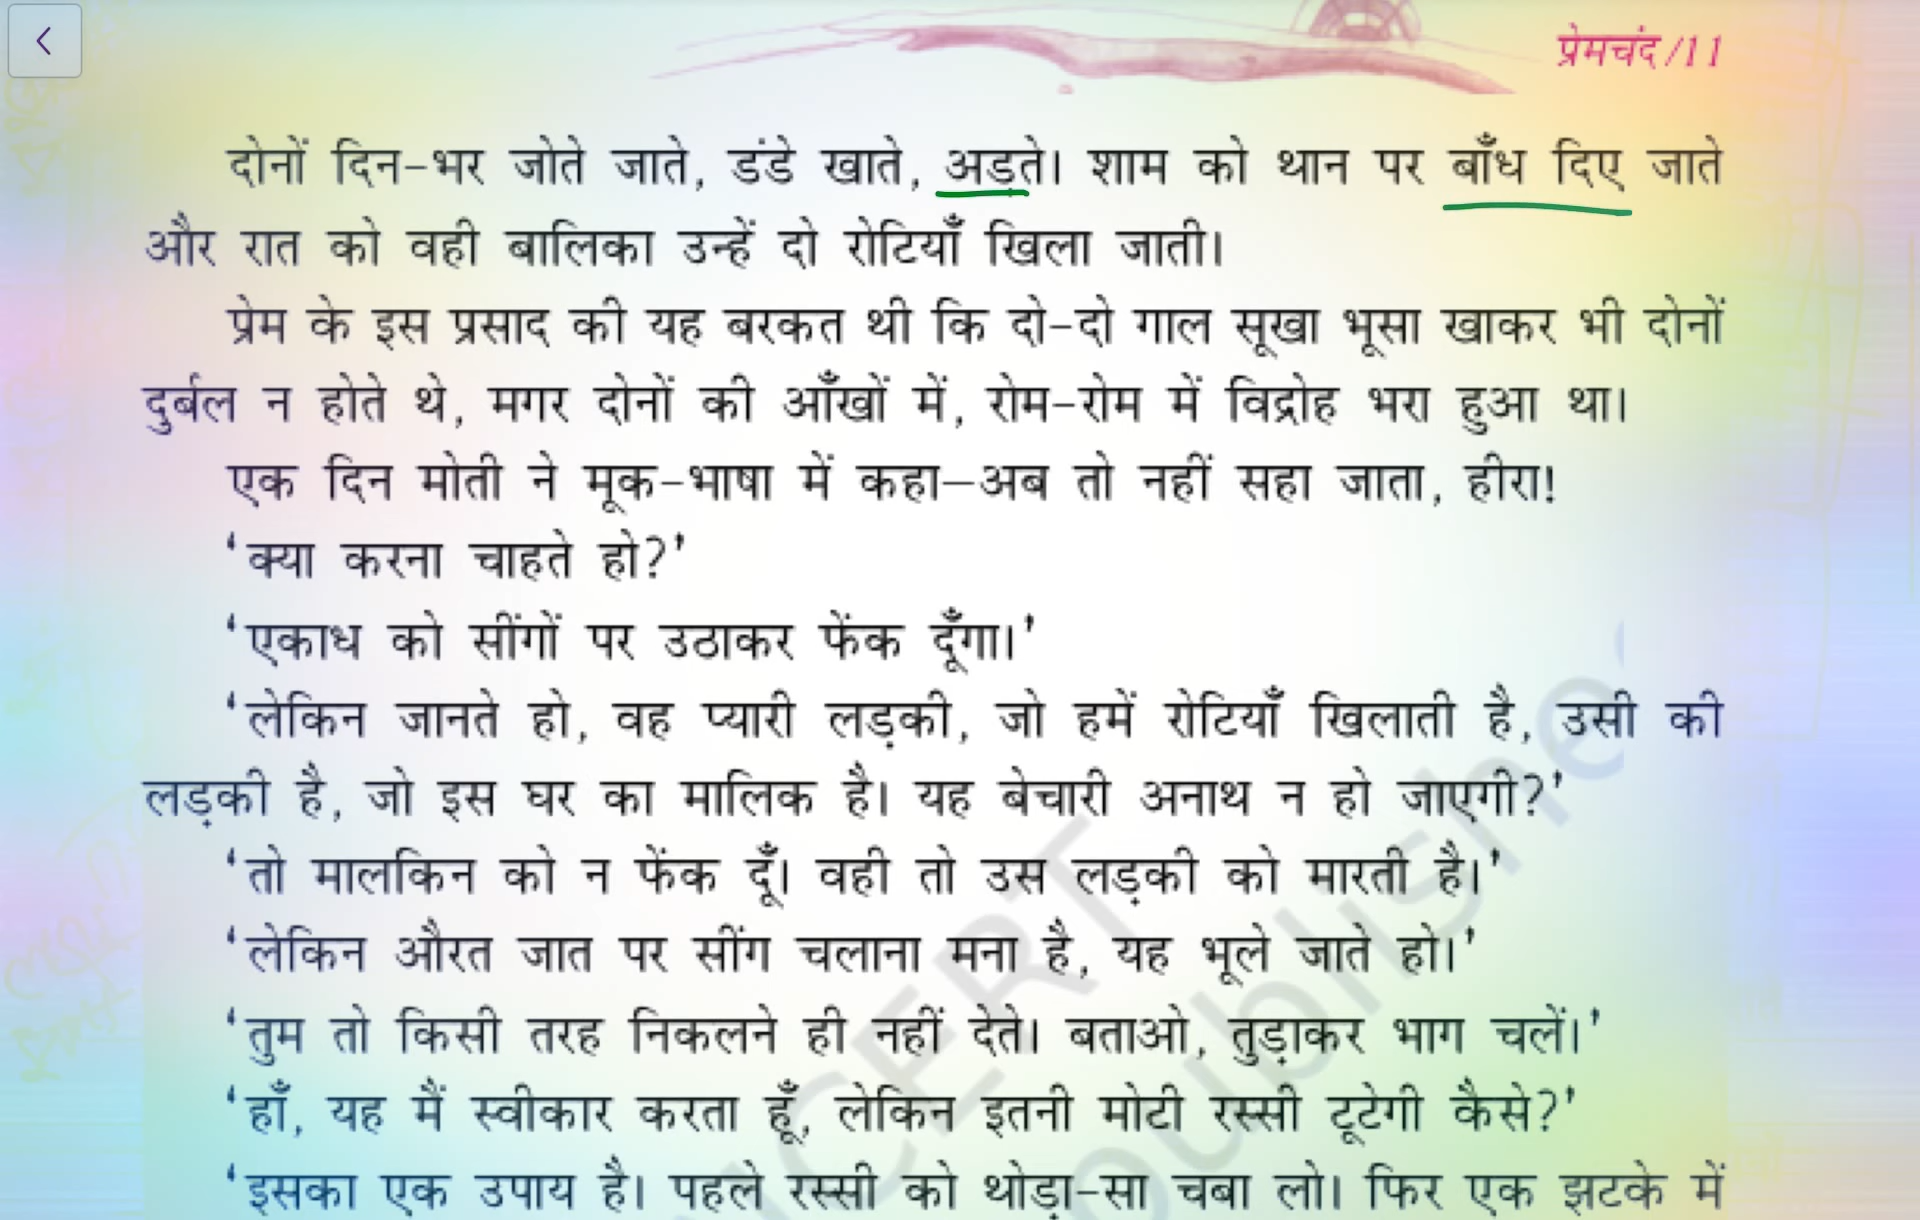 प्रेमचंद/11
दोनों दिन-भर जोते जाते, डंडे खाते, अड़ते। शाम को थान पर बाँध दिए जाते
और रात को वही बालिका उन्हें दो रोटियाँ खिला जाती।
प्रेम के इस प्रसाद की यह बरकत थी कि दो-दो गाल सूखा भूसा खाकर भी दोनों
दुर्बल न होते थे, मगर दोनों की आँखों में, रोम-रोम में विद्रोह भरा हुआ था।
एक दिन मोती ने मूक-भाषा में कहा—अब तो नहीं सहा जाता, हीरा!
‘क्या करना चाहते हो?’
‘एकाध को सींगों पर उठाकर फेंक दूँगा।’
‘लेकिन जानते हो, वह प्यारी लड़की, जो हमें रोटियाँ खिलाती है, उसी की
लड़की है, जो इस घर का मालिक है। यह बेचारी अनाथ न हो जाएगी?’
‘तो मालकिन को न फेंक दूँ। वही तो उस लड़की को मारती है।’
‘लेकिन औरत जात पर सींग चलाना मना है, यह भूले जाते हो।’
‘तुम तो किसी तरह निकलने ही नहीं देते। बताओ, तुड़ाकर भाग चलें।’
‘हाँ, यह मैं स्वीकार करता हूँ, लेकिन इतनी मोटी रस्सी टूटेगी कैसे?’
‘इसका एक उपाय है। पहले रस्सी को थोड़ा-सा चबा लो। फिर एक झटके में